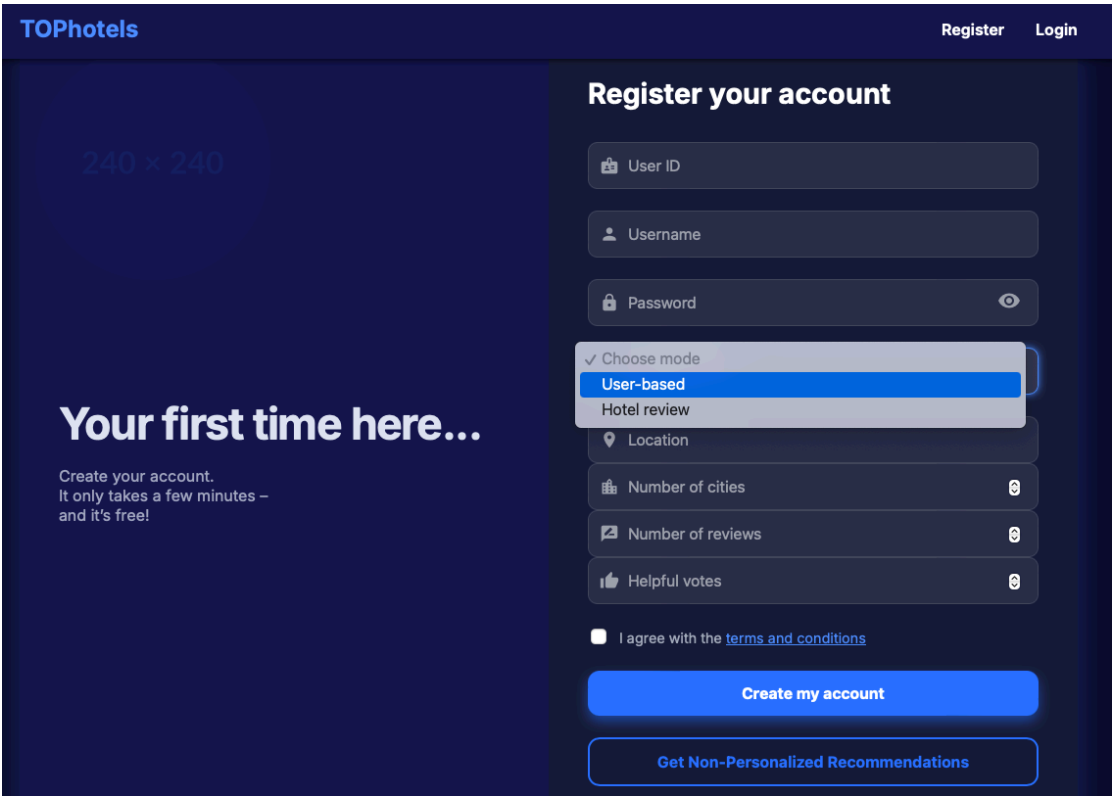 TOPhotels
Register Login
240 × 240
Your first time here...
Create your account.
It only takes a few minutes –
and it’s free!
Register your account
User ID
Username
Password
✓ Choose mode
User-based
Hotel review
Location
Number of cities
Number of reviews
Helpful votes
I agree with the terms and conditions
Create my account
Get Non-Personalized Recommendations